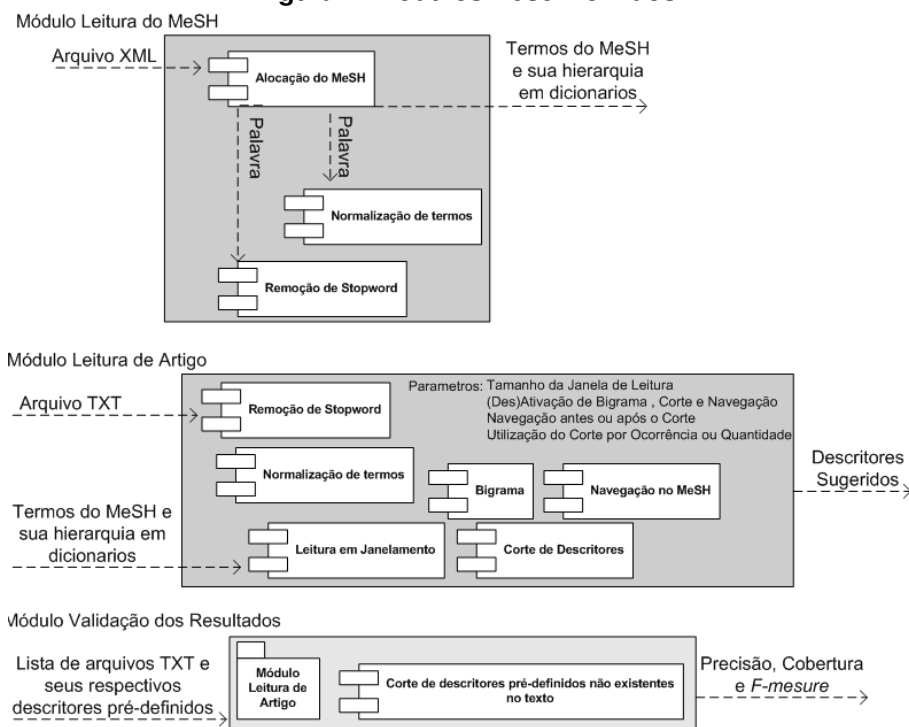 Módulo Leitura do MeSH
Arquivo XML
Alocação do MeSH
Termos do MeSH
e sua hierarquia
em dicionarios
Palavra
Palavra
Normalização de termos
Remoção de Stopword
Módulo Leitura de Artigo
Arquivo TXT
Remoção de Stopword
Parametros: Tamanho da Janela de Leitura
(Des)Ativação de Bigrama , Corte e Navegação
Navegação antes ou após o Corte
Utilização do Corte por Ocorrência ou Quantidade
Normalização de termos
Bigrama
Navegação no MeSH
Descritores
Sugeridos
Termos do MeSH e
sua hierarquia em
dicionarios
Leitura em Janelamento
Corte de Descritores
Módulo Validação dos Resultados
Lista de arquivos TXT e
seus respectivos
descritores pré-definidos
Módulo
Leitura de
Artigo
Corte de descritores pré-definidos não existentes
no texto
Precisão, Cobertura
e F-mesure